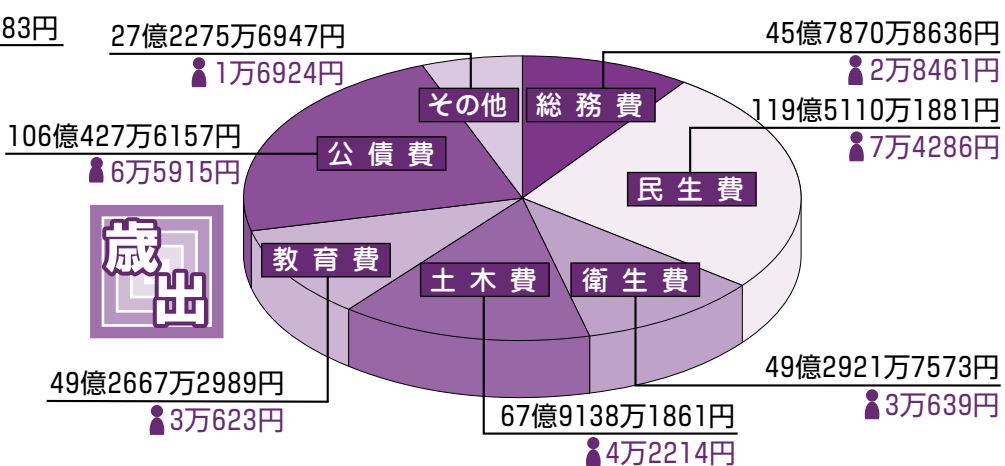 83円
27億2275万6947円
1万6924円
45億7870万8636円
2万8461円
119億5110万1881円
7万4286円
106億427万6157円
6万5915円
その他
総務費
公債費
民生費
歳出
教育費
土木費
衛生費
49億2667万2989円
3万623円
67億9138万1861円
4万2214円
49億2921万7573円
3万639円